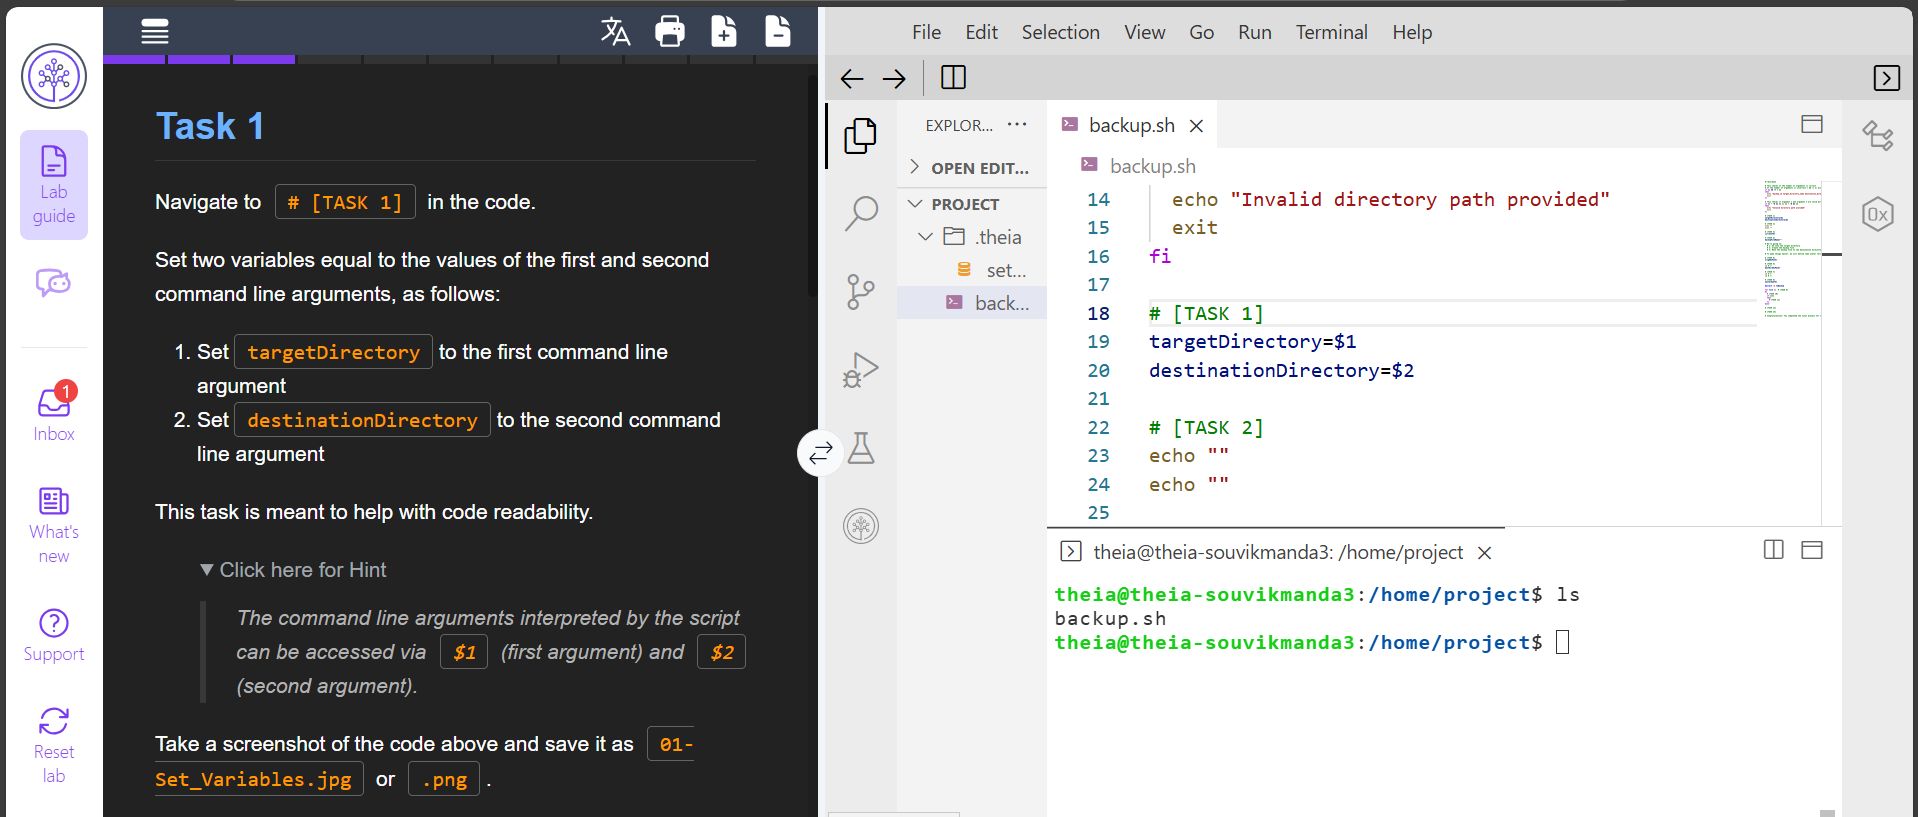 Lab
guide
1
Inbox
What's
new
Support
Reset
lab
Task 1
Navigate to # [TASK 1] in the code.
Set two variables equal to the values of the first and second
command line arguments, as follows:
1. Set targetDirectory to the first command line
argument
2. Set destinationDirectory to the second command
line argument
This task is meant to help with code readability.
▼ Click here for Hint
The command line arguments interpreted by the script
can be accessed via $1 (first argument) and $2
(second argument).
Take a screenshot of the code above and save it as 01-
Set_Variables.jpg or .png .
File Edit Selection View Go Run Terminal Help
EXPLOR... ...
OPEN EDIT...
PROJECT
.theia
set...
back...
backup.sh
backup.sh
14 echo "Invalid directory path provided"
15 exit
16 fi
17
18 # [TASK 1]
19 targetDirectory=$1
20 destinationDirectory=$2
21
22 # [TASK 2]
23 echo ""
24 echo ""
25
theia@theia-souvikmanda3: /home/project
theia@theia-souvikmanda3:/home/project$ ls
backup.sh
theia@theia-souvikmanda3:/home/project$
0x